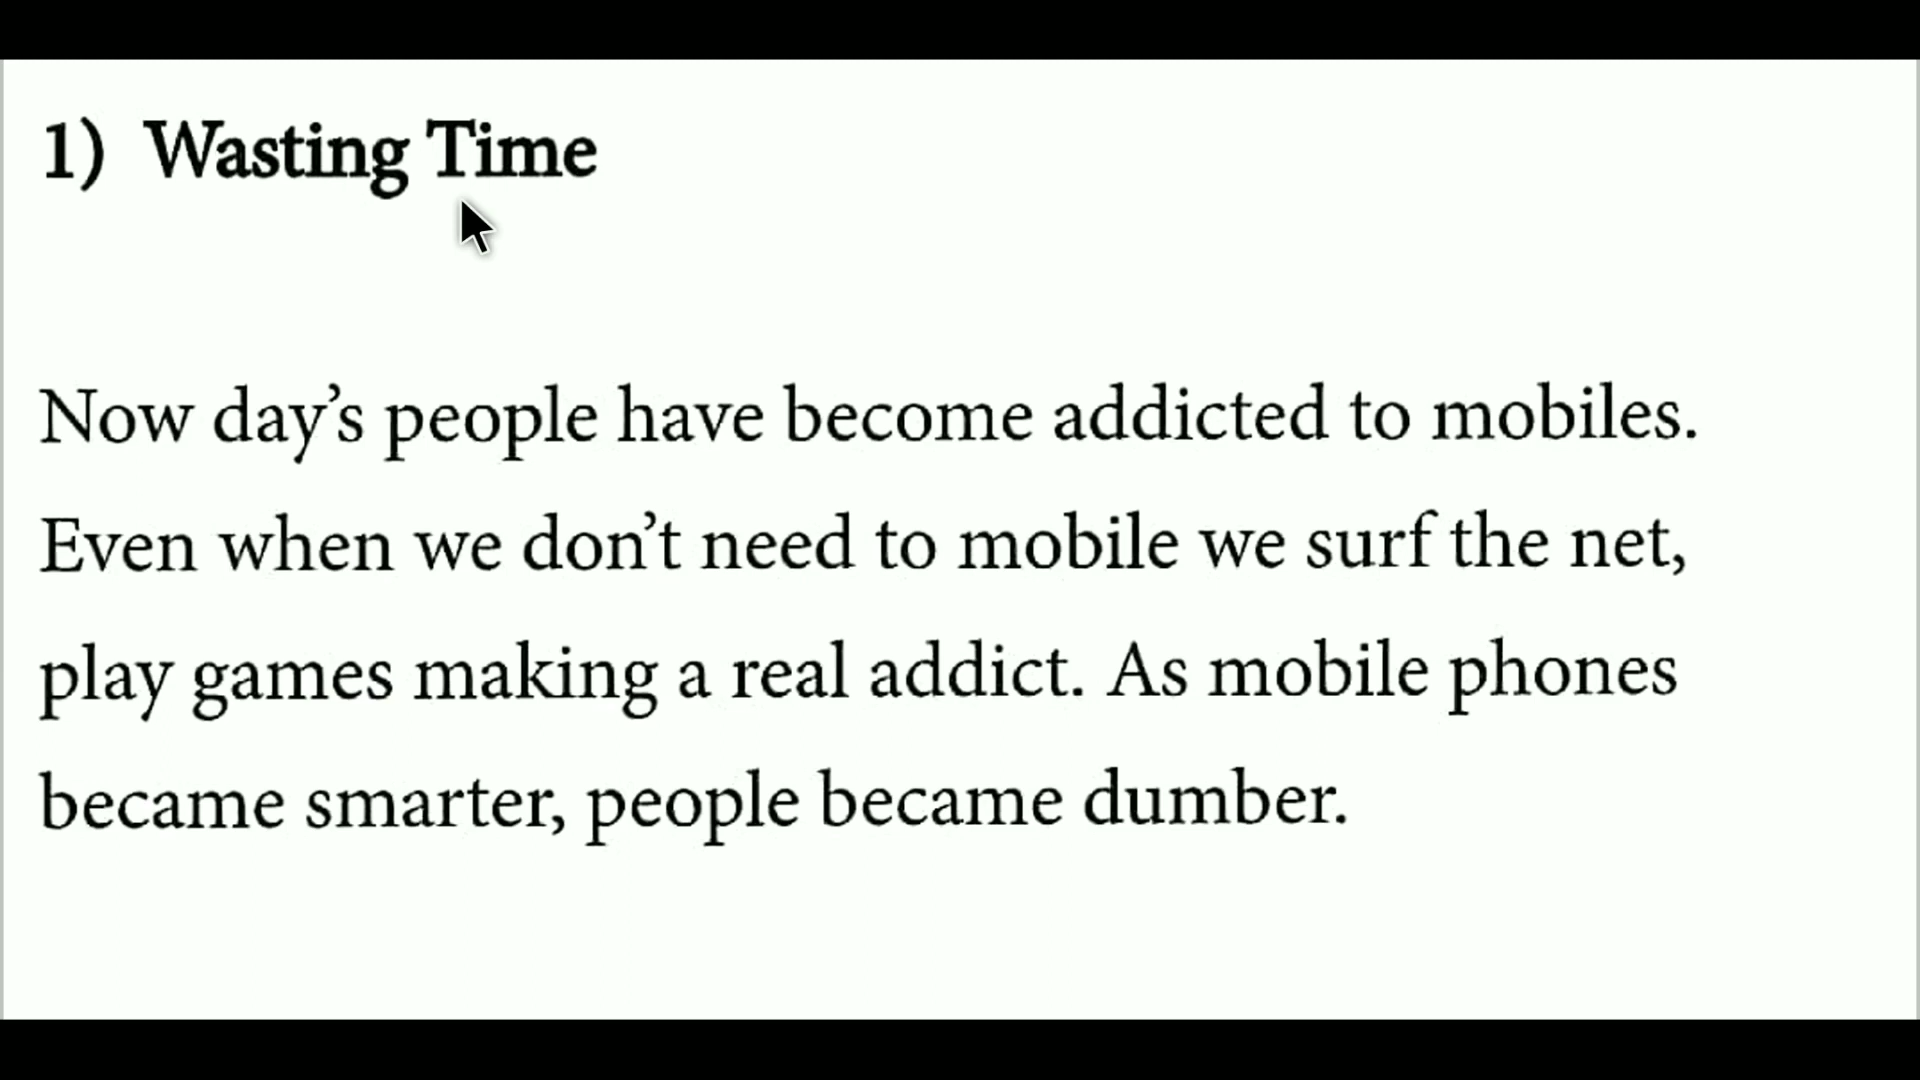 1) Wasting Time
Now day’s people have become addicted to mobiles.
Even when we don’t need to mobile we surf the net,
play games making a real addict. As mobile phones
became smarter, people became dumber.